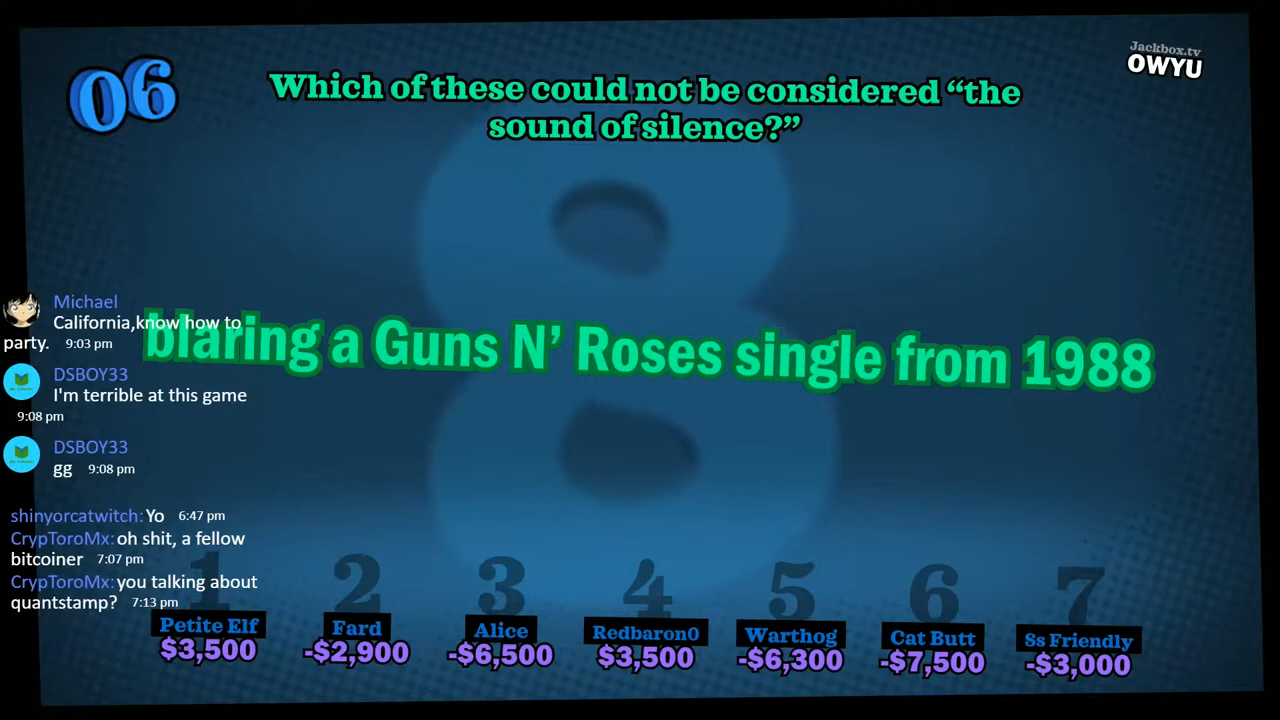 06
Which of these could not be considered “the
sound of silence?”
Jackbox.tv
OWYU
8
blaring a Guns N’ Roses single from 1988
Michael
California,know how to
party. 9:03 pm
DSBOY33
I'm terrible at this game
9:08 pm
DSBOY33
gg 9:08 pm
shinyorcatwitch: Yo 6:47 pm
CrypToroMx: oh shit, a fellow
bitcoiner 7:07 pm
CrypToroMx: you talking about
quantstamp? 7:13 pm
1 2 3 4 5 6 7
Petite Elf Fard Alice Redbaron0 Warthog Cat Butt 8s Friendly
$3,500 -$2,900 -$6,500 $3,500 -$6,300 -$7,500 -$3,000